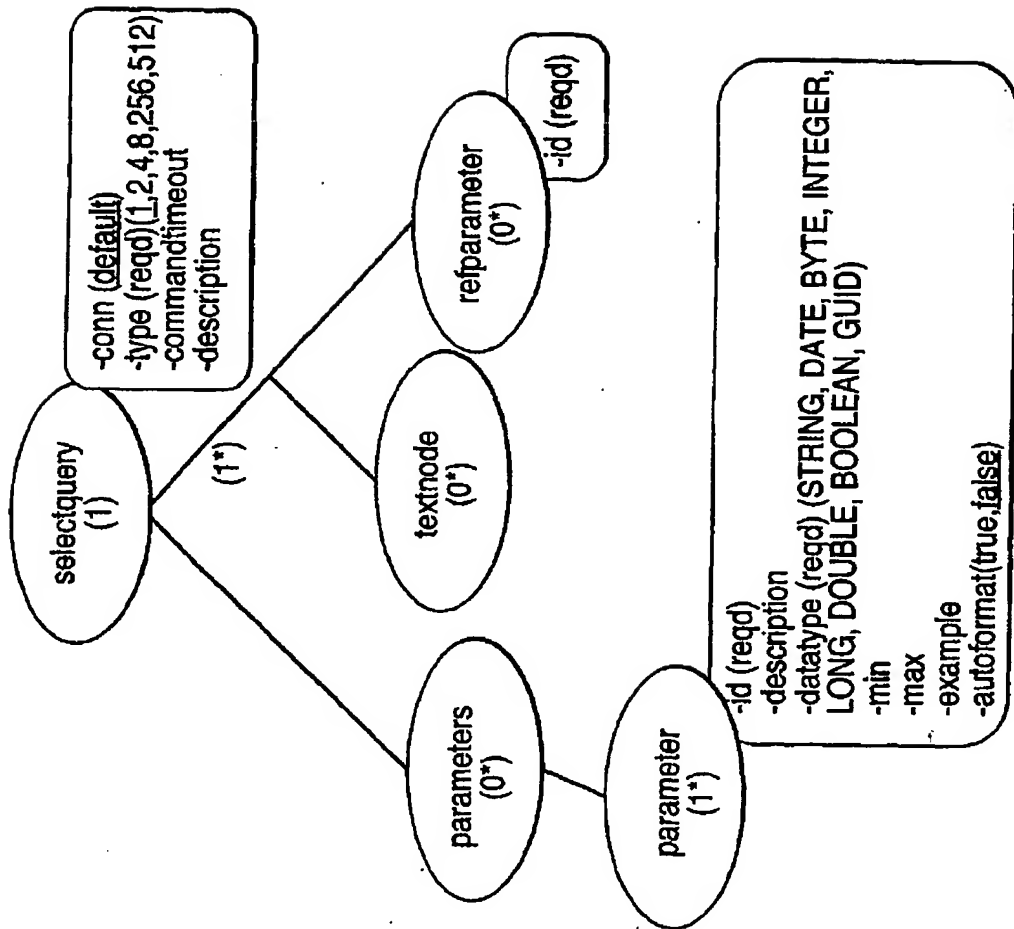 selectquery
(1)
-conn (default)
-type (reqd)(1,2,4,8,256,512)
-commandtimeout
-description
(1*)
parameters
(0*)
textnode
(0*)
refparameter
(0*)
-id (reqd)
parameter
(1*)
-id (reqd)
-description
-datatype (reqd) (STRING, DATE, BYTE, INTEGER,
LONG, DOUBLE, BOOLEAN, GUID)
-min
-max
-example
-autoformat(true,false)